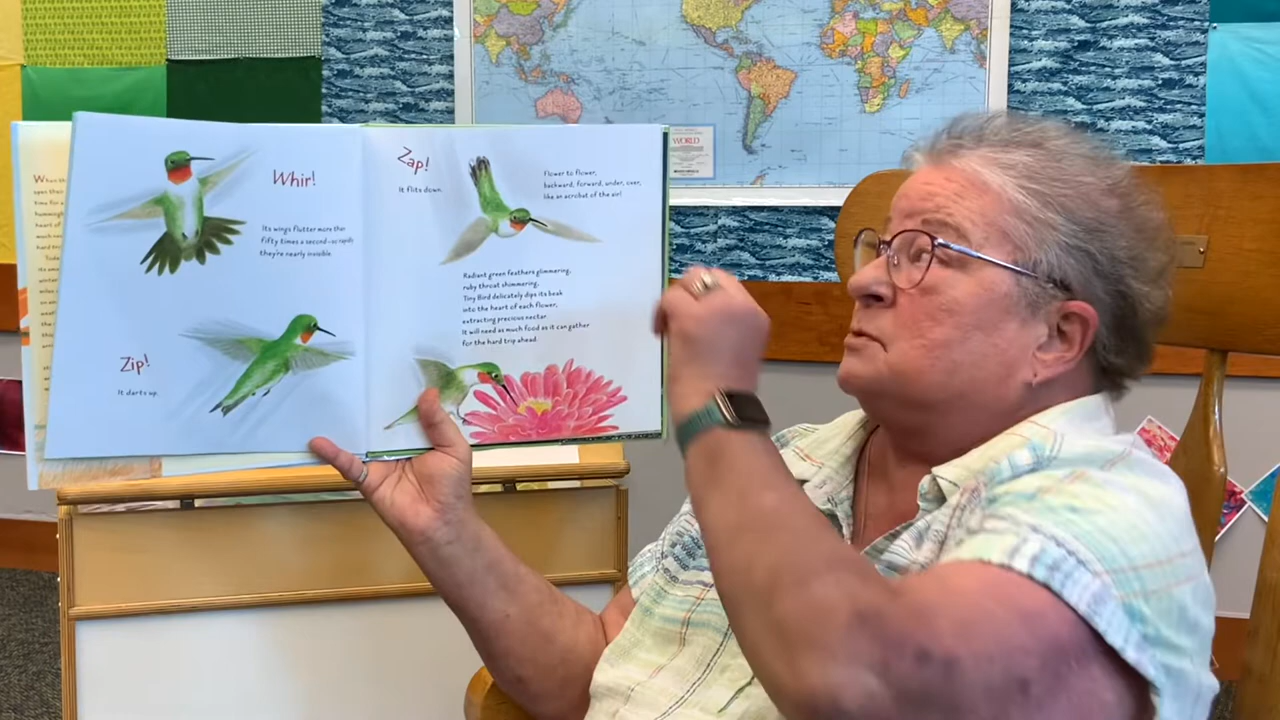 Whir!
Its wings flutter more than
fifty times a second—so rapidly
they're nearly invisible.
Zip!
It darts up.
Zap!
It flits down.
Flower to flower,
backward, forward, under, over,
like an acrobat of the air!
Radiant green feathers glimmering,
ruby throat shimmering,
Tiny Bird delicately dips its beak
into the heart of each flower,
extracting precious nectar.
It will need as much food as it can gather
for the hard trip ahead.
WORLD